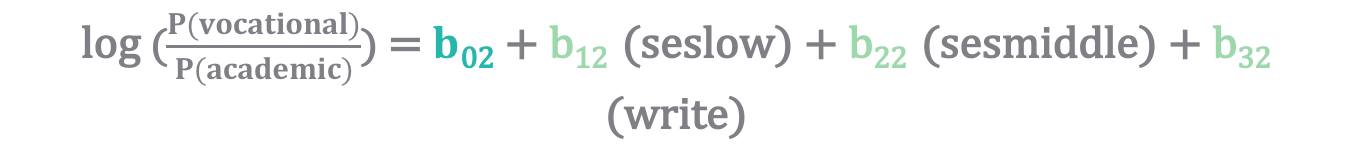 log (P(vocational)/P(academic)) = b₀₂ + b₁₂ (seslow) + b₂₂ (sesmiddle) + b₃₂
(write)